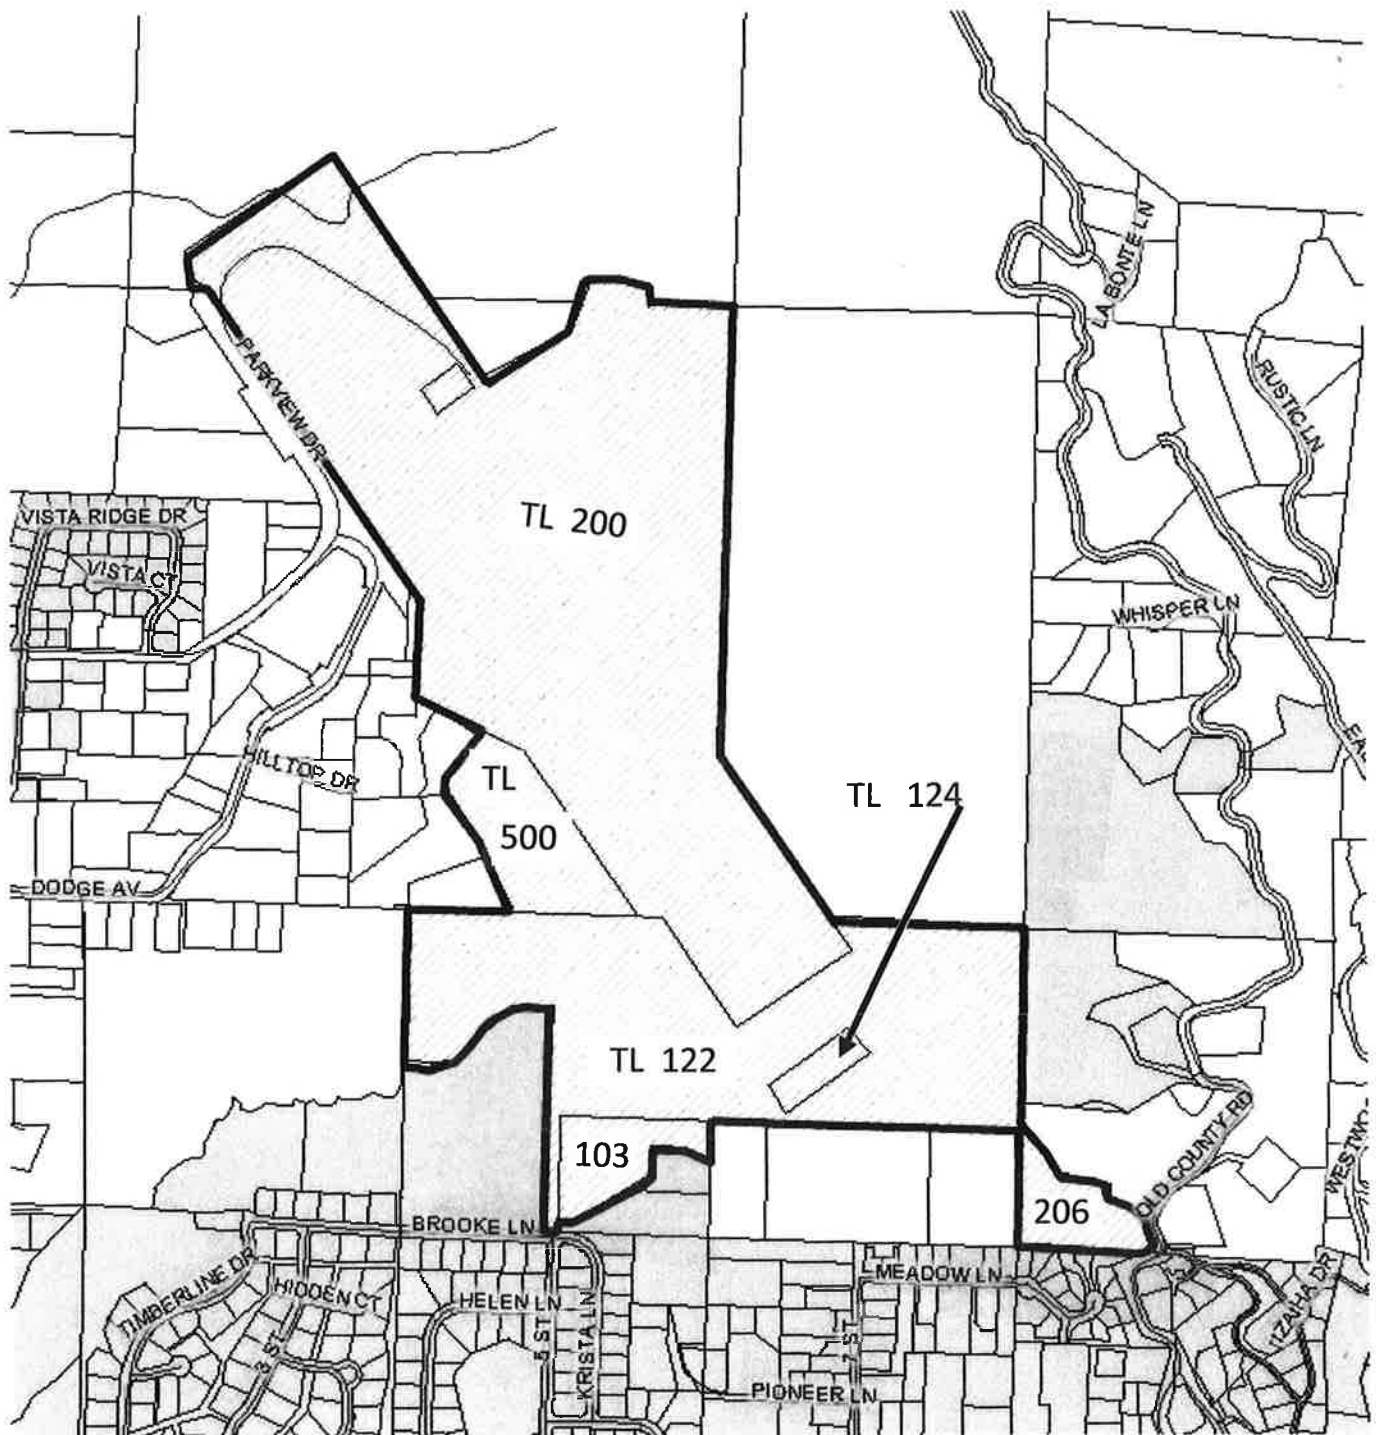 LA BONTE LN
PARKVIEW DR
RUSTIC LN
VISTA RIDGE DR
TL 200
VISTA CT
WHISPER LN
HILLTOP DR
TL
500
TL 124
DODGE AV
TL 122
103
206
OLD COUNTY RD
BROOKE LN
TIMBERLINE DR
HIDDEN CT
HELEN LN
MEADOW LN
3 ST
5 ST
KRISTA LN
7 ST
PIONEER LN